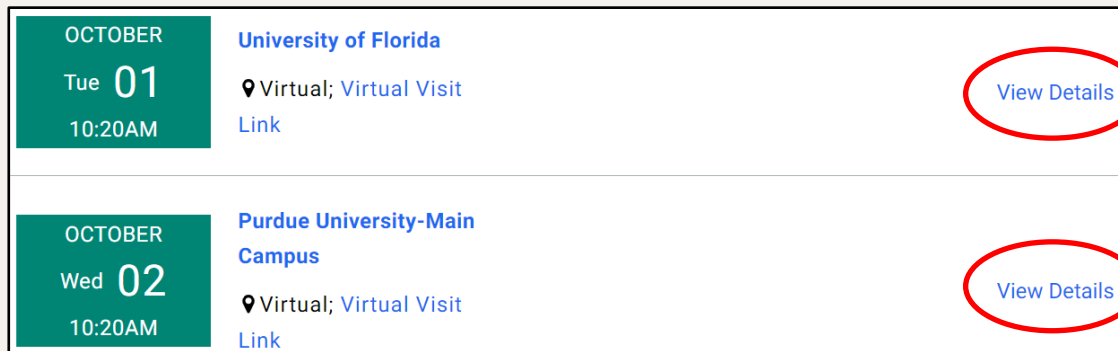 OCTOBER
Tue 01
10:20AM
University of Florida
Virtual; Virtual Visit
Link
View Details
OCTOBER
Wed 02
10:20AM
Purdue University-Main
Campus
Virtual; Virtual Visit
Link
View Details